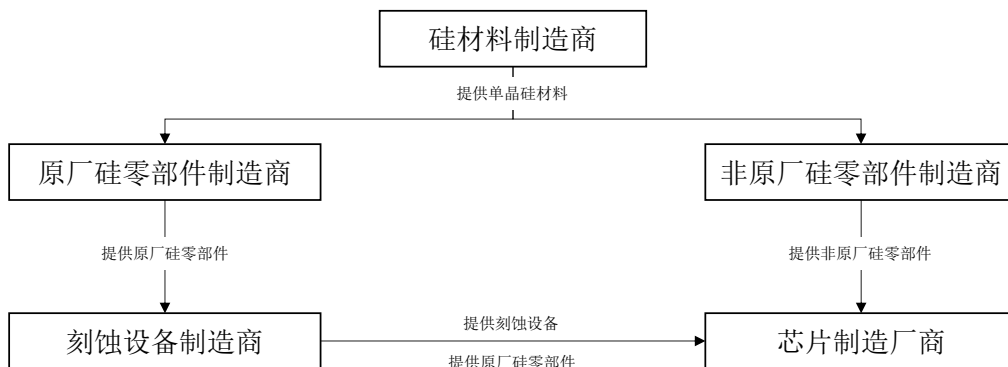 硅材料制造商
提供单晶硅材料
原厂硅零部件制造商
非原厂硅零部件制造商
提供原厂硅零部件
提供非原厂硅零部件
刻蚀设备制造商
提供刻蚀设备
提供原厂硅零部件
芯片制造厂商